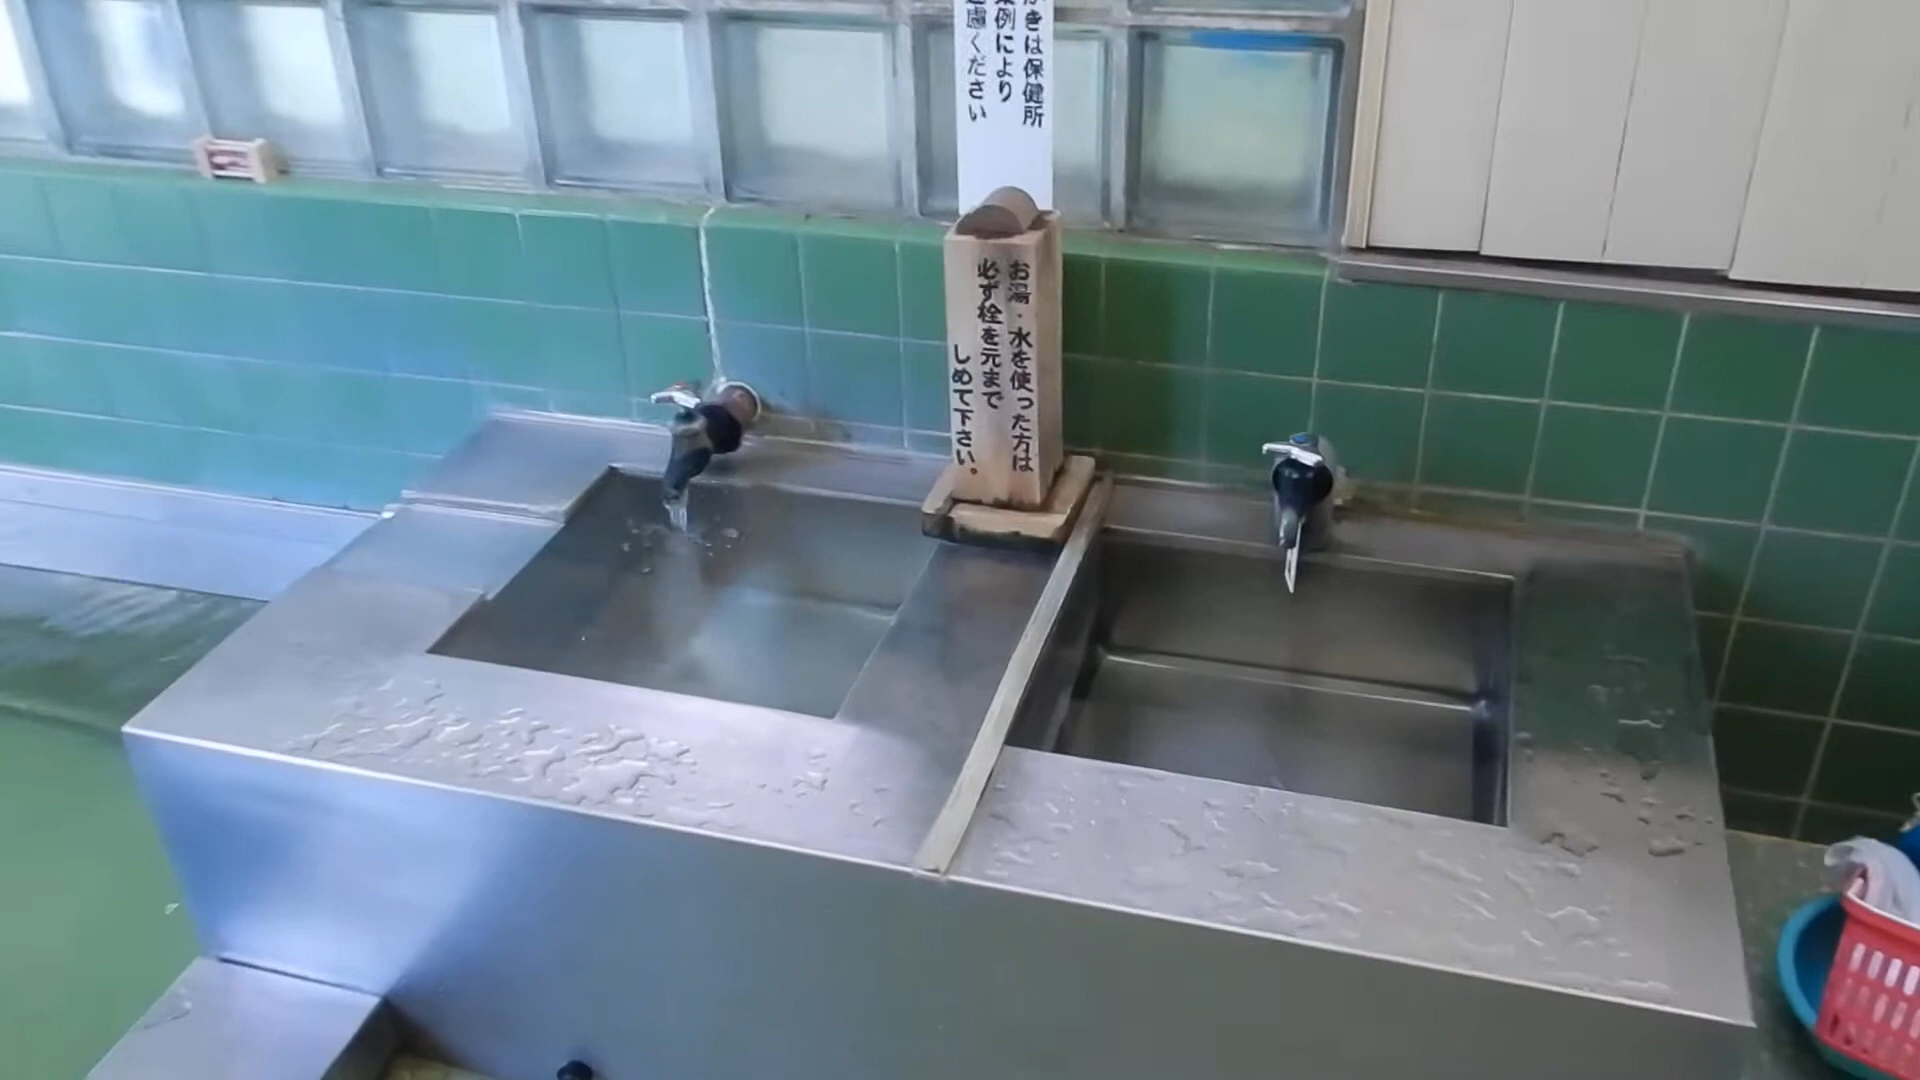 きは保健所
条例により
遠慮ください
お湯・水を使った方は
必ず栓を元まで
しめて下さい。